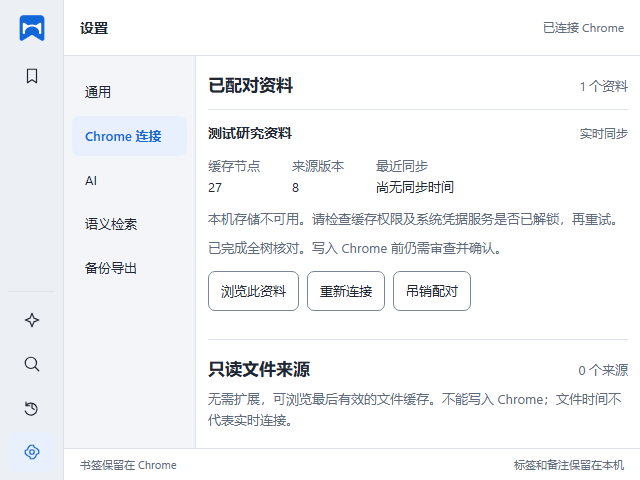 设置
已连接 Chrome
通用
Chrome 连接
AI
语义检索
备份导出
已配对资料
1 个资料
测试研究资料
实时同步
缓存节点 来源版本 最近同步
27 8 尚无同步时间
本机存储不可用。请检查缓存权限及系统凭据服务是否已解锁，再重试。
已完成全树核对。写入 Chrome 前仍需审查并确认。
浏览此资料 重新连接 吊销配对
只读文件来源
0 个来源
无需扩展，可浏览最后有效的文件缓存。不能写入 Chrome；文件时间不
代表实时连接。
书签保留在 Chrome
标签和备注保留在本机